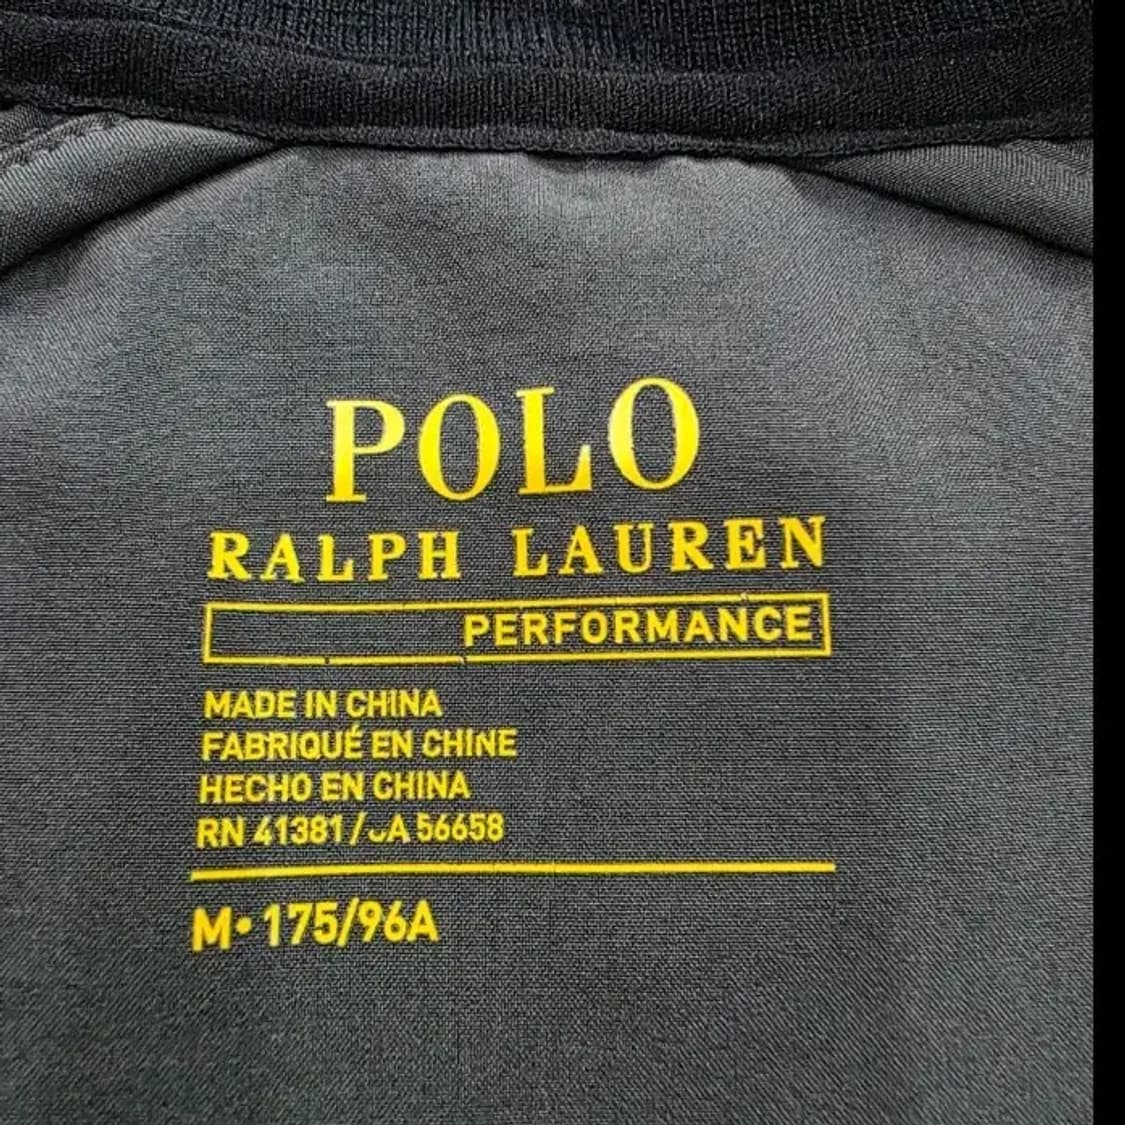 POLO
RALPH LAUREN
PERFORMANCE
MADE IN CHINA
FABRIQUÉ EN CHINE
HECHO EN CHINA
RN 41381 / CA 56658
M• 175/96A